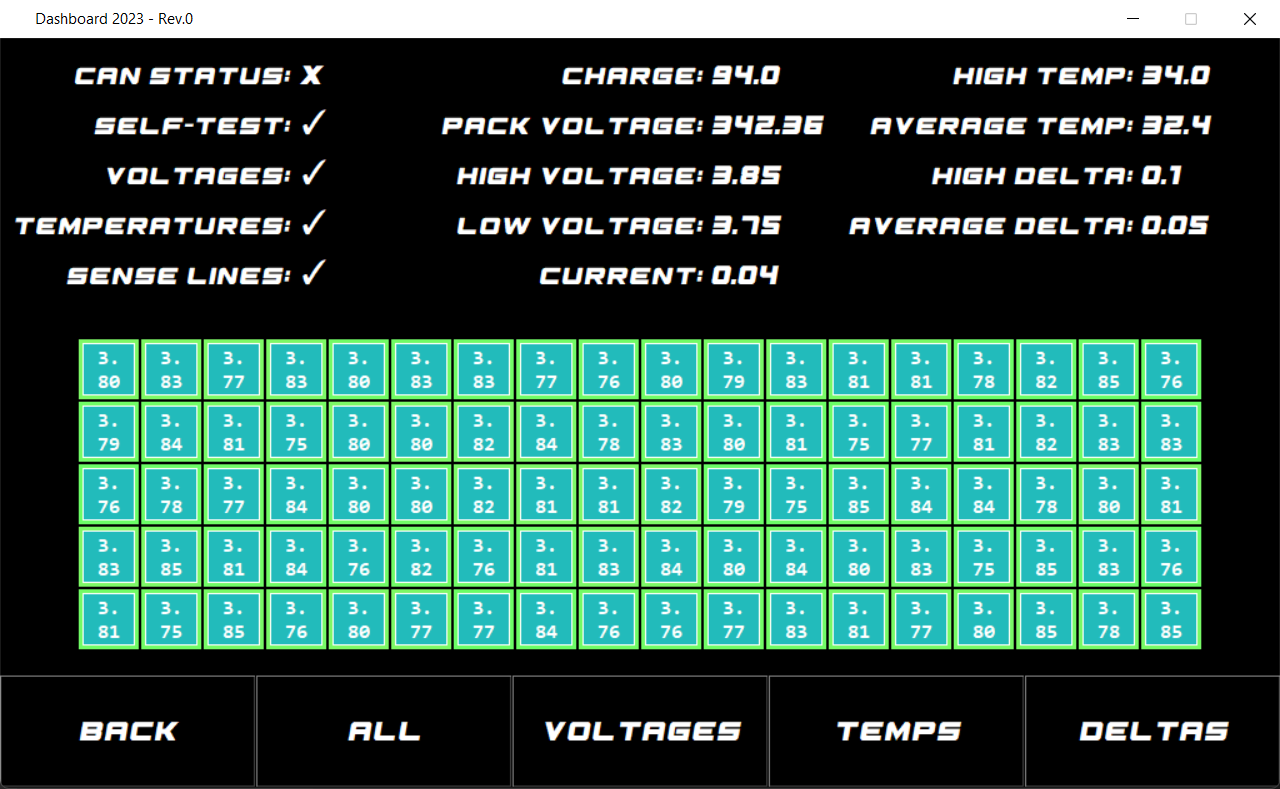 Dashboard 2023 - Rev.0
CAN STATUS: X CHARGE: 94.0 HIGH TEMP: 34.0
SELF-TEST: ✓ PACK VOLTAGE: 342.36 AVERAGE TEMP: 32.4
VOLTAGES: ✓ HIGH VOLTAGE: 3.85 HIGH DELTA: 0.1
TEMPERATURES: ✓ LOW VOLTAGE: 3.75 AVERAGE DELTA: 0.05
SENSE LINES: ✓ CURRENT: 0.04
3. 3. 3. 3. 3. 3. 3. 3. 3. 3. 3. 3. 3. 3. 3. 3. 3. 3.
80 83 77 83 80 83 83 77 76 80 79 83 81 81 78 82 85 76
3. 3. 3. 3. 3. 3. 3. 3. 3. 3. 3. 3. 3. 3. 3. 3. 3. 3.
79 84 81 75 80 80 82 84 78 83 80 81 75 77 81 82 83 83
3. 3. 3. 3. 3. 3. 3. 3. 3. 3. 3. 3. 3. 3. 3. 3. 3. 3.
76 78 77 84 80 80 82 81 81 82 79 75 85 84 84 78 80 81
3. 3. 3. 3. 3. 3. 3. 3. 3. 3. 3. 3. 3. 3. 3. 3. 3. 3.
83 85 81 84 76 82 76 81 83 84 80 84 80 83 75 85 83 76
3. 3. 3. 3. 3. 3. 3. 3. 3. 3. 3. 3. 3. 3. 3. 3. 3. 3.
81 75 85 76 80 77 77 84 76 76 77 83 81 77 80 85 78 85
BACK ALL VOLTAGES TEMPS DELTAS